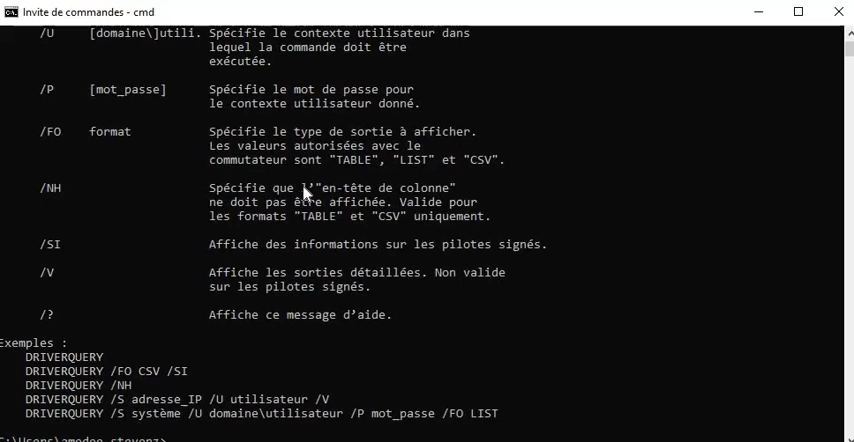 Invite de commandes - cmd
/U [domaine\]utili. Spécifie le contexte utilisateur dans
lequel la commande doit être
exécutée.
/P [mot_passe] Spécifie le mot de passe pour
le contexte utilisateur donné.
/FO format Spécifie le type de sortie à afficher.
Les valeurs autorisées avec le
commutateur sont "TABLE", "LIST" et "CSV".
/NH Spécifie que l’"en-tête de colonne"
ne doit pas être affichée. Valide pour
les formats "TABLE" et "CSV" uniquement.
/SI Affiche des informations sur les pilotes signés.
/V Affiche les sorties détaillées. Non valide
sur les pilotes signés.
/? Affiche ce message d’aide.
Exemples :
DRIVERQUERY
DRIVERQUERY /FO CSV /SI
DRIVERQUERY /NH
DRIVERQUERY /S adresse_IP /U utilisateur /V
DRIVERQUERY /S système /U domaine\utilisateur /P mot_passe /FO LIST
C:\Users\amedee.stevenz>